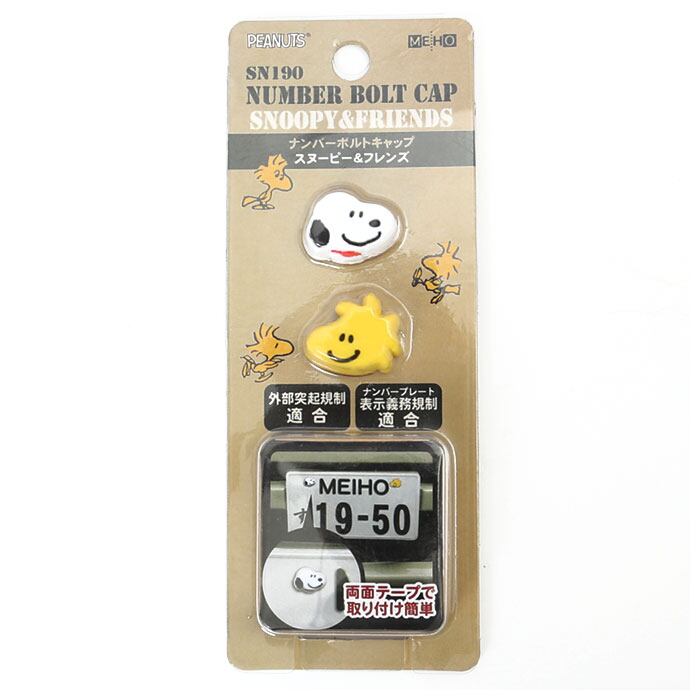 PEANUTS®
MEIHO
SN190
NUMBER BOLT CAP
SNOOPY&FRIENDS
ナンバーボルトキャップ
スヌーピー&フレンズ
外部突起規制
適合
ナンバープレート
表示義務規制
適合
MEIHO
す 19-50
両面テープで
取り付け簡単